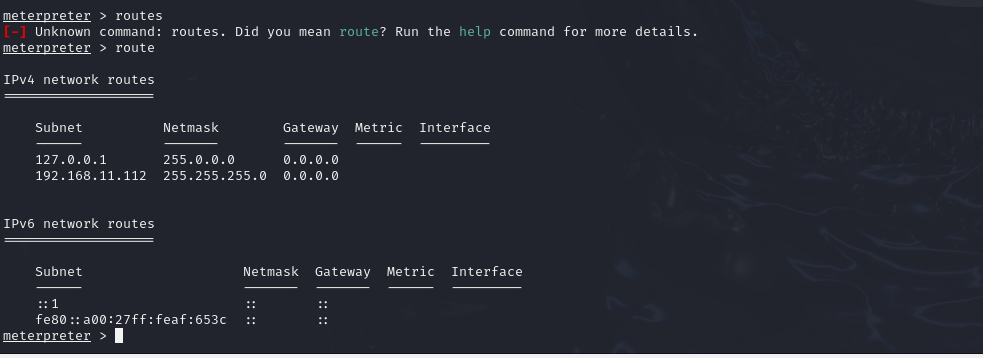 meterpreter > routes
[-] Unknown command: routes. Did you mean route? Run the help command for more details.
meterpreter > route
IPv4 network routes
===================
Subnet Netmask Gateway Metric Interface
------ ------- ------- ------ ---------
127.0.0.1 255.0.0.0 0.0.0.0
192.168.11.112 255.255.255.0 0.0.0.0
IPv6 network routes
===================
Subnet Netmask Gateway Metric Interface
------ ------- ------- ------ ---------
::1 :: ::
fe80::a00:27ff:feaf:653c :: ::
meterpreter >